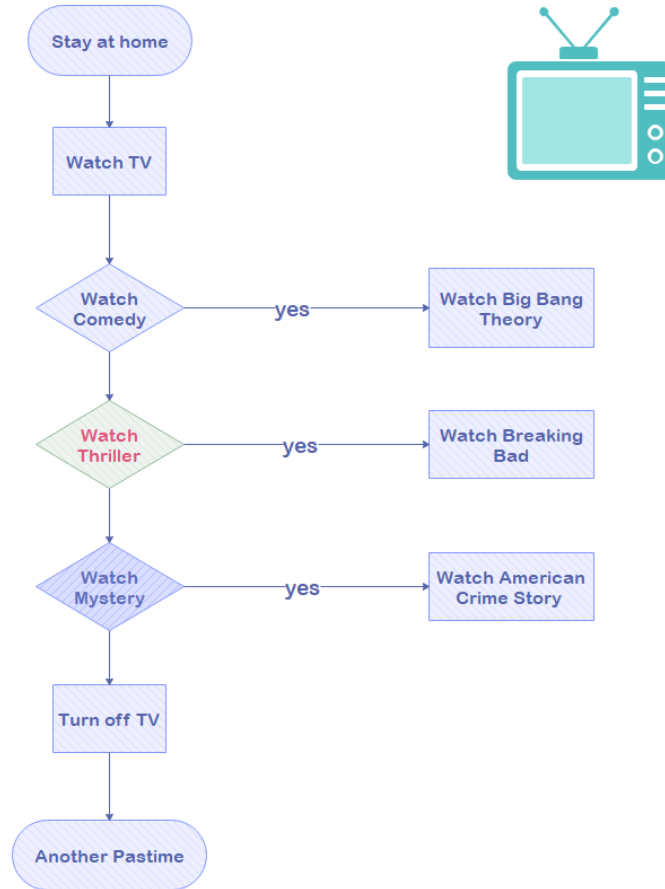 Stay at home
Watch TV
Watch
Comedy
yes
Watch Big Bang
Theory
Watch
Thriller
yes
Watch Breaking
Bad
Watch
Mystery
yes
Watch American
Crime Story
Turn off TV
Another Pastime